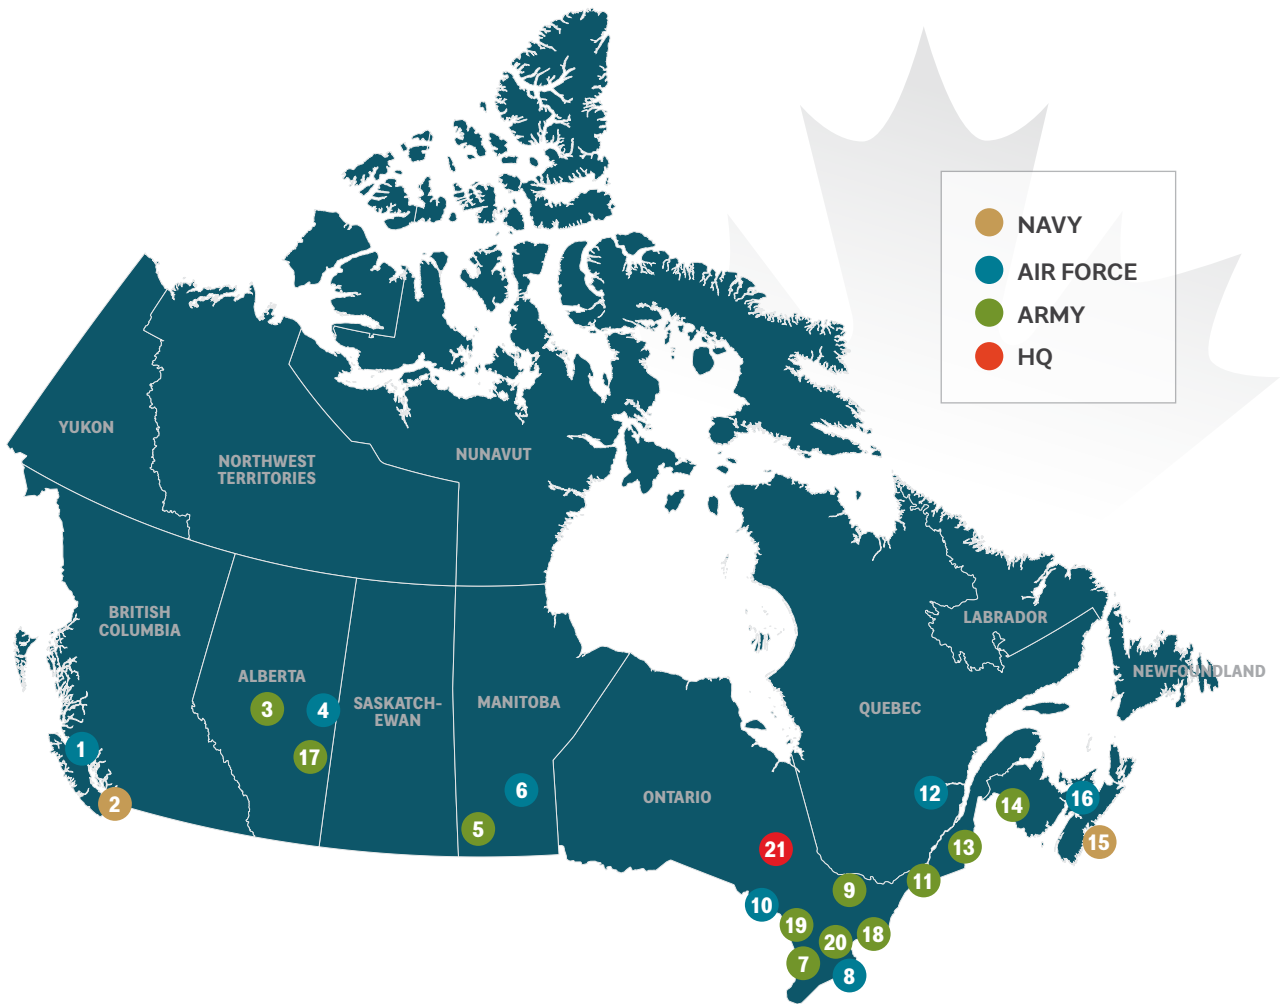 NAVY
AIR FORCE
ARMY
HQ
YUKON
NORTHWEST
TERRITORIES
NUNAVUT
BRITISH
COLUMBIA
LABRADOR
NEWFOUNDLAND
ALBERTA
SASKATCH-
EWAN
MANITOBA
QUEBEC
ONTARIO
3
4
1
17
2
6
5
12
16
14
15
13
21
11
9
10
19
18
20
7
8